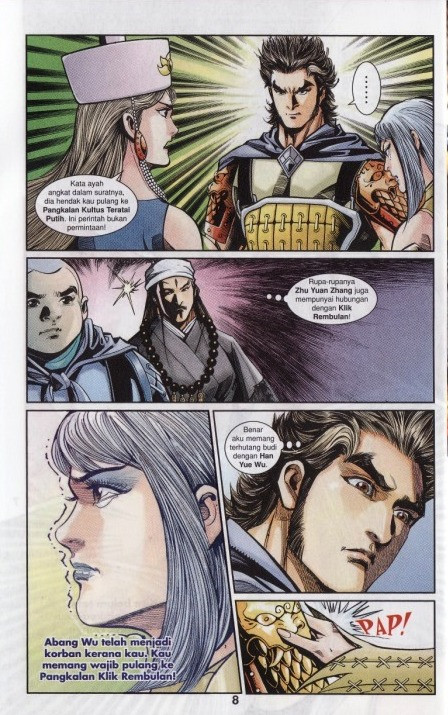 Kata ayah
angkat dalam suratnya,
dia hendak kau pulang ke
Pangkalan Kultus Teratai
Putih. Ini perintah bukan
permintaan!
Rupa-rupanya
Zhu Yuan Zhang juga
mempunyai hubungan
dengan Klik
Rembulan!
Benar
aku memang
terhutang budi
dengan Han
Yue Wu.
Abang Wu telah menjadi
korban kerana kau. Kau
memang wajib pulang ke
Pangkalan Klik Rembulan!
PAP!
8